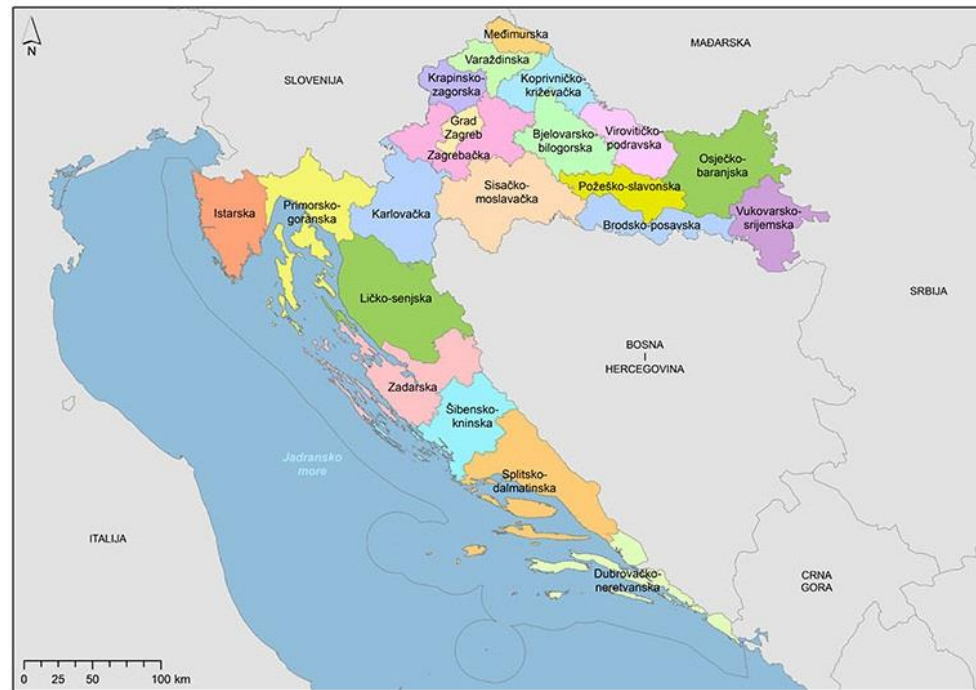 N
Međimurska
MAĐARSKA
Varaždinska
SLOVENIJA
Krapinsko-
zagorska
Koprivničko-
križevačka
Grad
Zagreb
Bjelovarsko-
bilogorska
Virovitičko-
podravska
Zagrebačka
Osječko-
baranjska
Sisačko-
moslavačka
Požeško-slavonska
Istarska
Primorsko-
goranska
Karlovačka
Brodsko-posavska
Vukovarsko-
srijemska
SRBIJA
Ličko-senjska
BOSNA
I
HERCEGOVINA
Zadarska
Šibensko-
kninska
Jadransko
more
Splitsko-
dalmatinska
ITALIJA
Dubrovačko-
neretvanska
CRNA
GORA
0 25 50 100 km